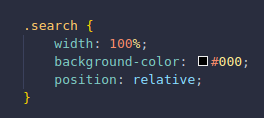 .search {
    width: 100%;
    background-color: #000;
    position: relative;
}